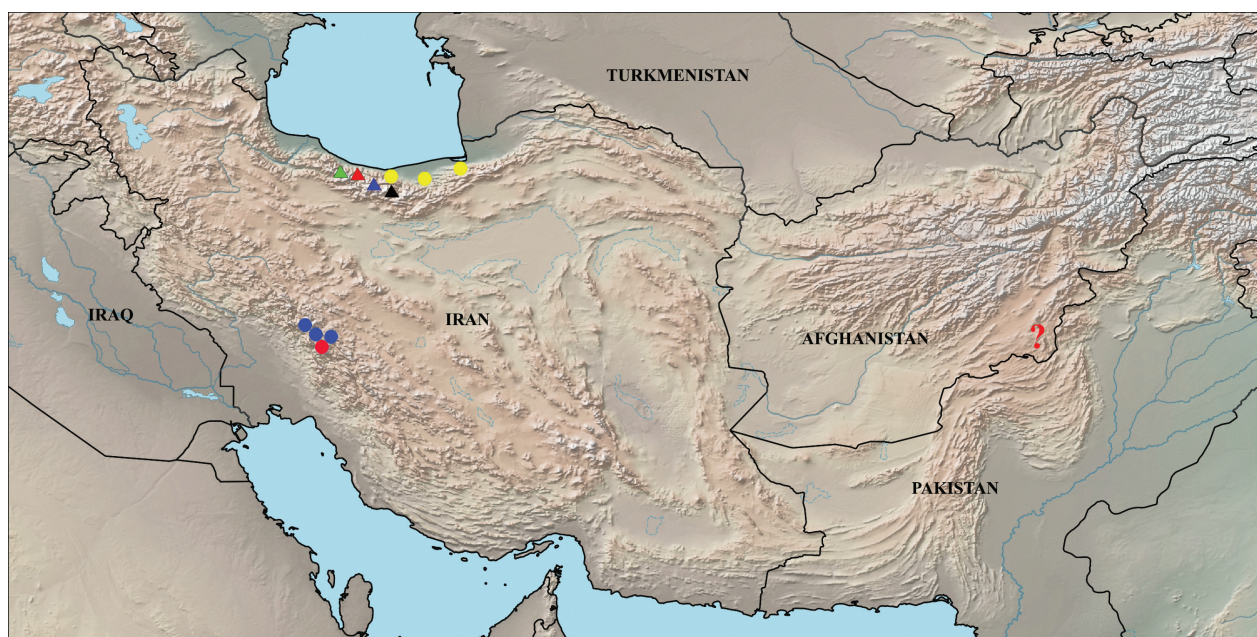 TURKMENISTAN
IRAQ
IRAN
AFGHANISTAN
?
PAKISTAN